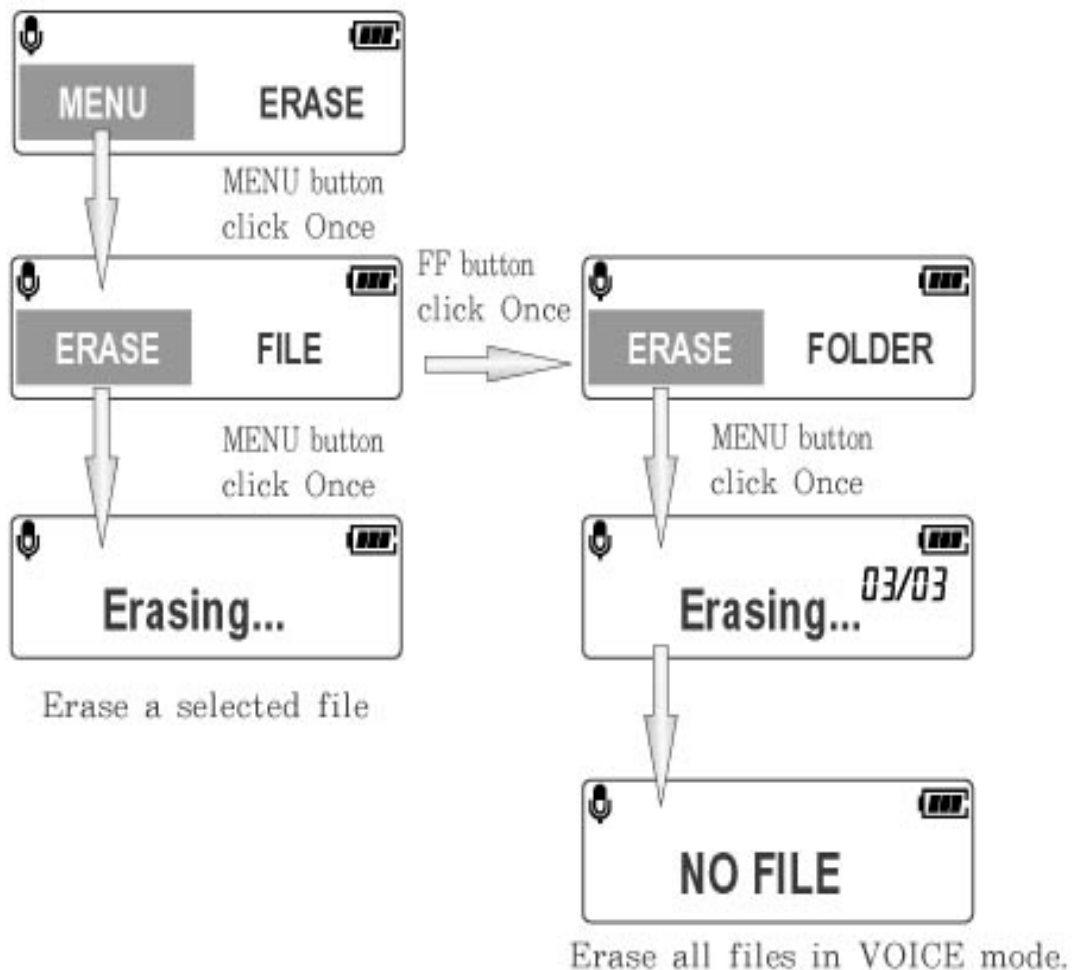 MENU ERASE
MENU button
click Once
ERASE FILE
FF button
click Once
ERASE FOLDER
MENU button
click Once
MENU button
click Once
Erasing...
Erasing... 03/03
Erase a selected file
NO FILE
Erase all files in VOICE mode.